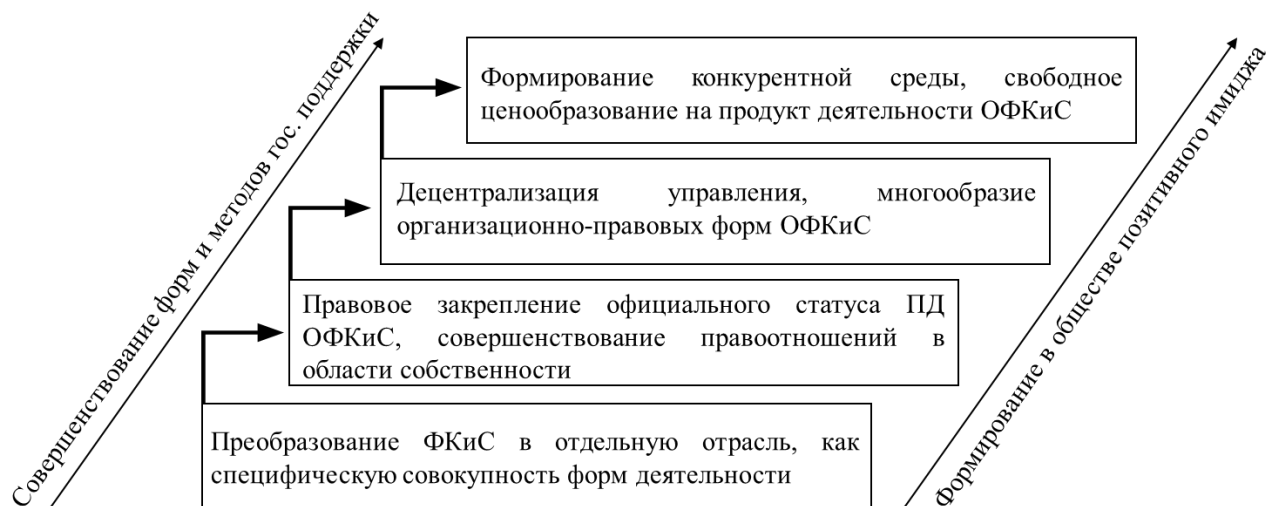 Совершенствование форм и методов гос. поддержки
Формирование конкурентной среды, свободное
ценообразование на продукт деятельности ОФКиС
Децентрализация управления, многообразие
организационно-правовых форм ОФКиС
Правовое закрепление официального статуса ПД
ОФКиС, совершенствование правоотношений в
области собственности
Преобразование ФКиС в отдельную отрасль, как
специфическую совокупность форм деятельности
Формирование в обществе позитивного имиджа